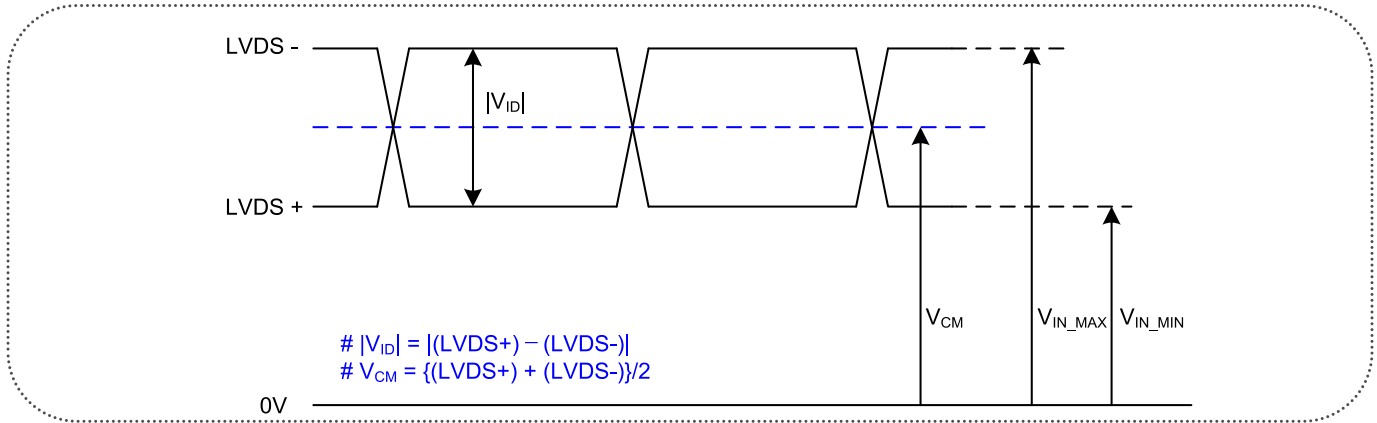 LVDS -
|VID|
LVDS +
VCM
VIN_MAX
VIN_MIN
# |VID| = |(LVDS+) – (LVDS-)|
# VCM = {(LVDS+) + (LVDS-)}/2
0V